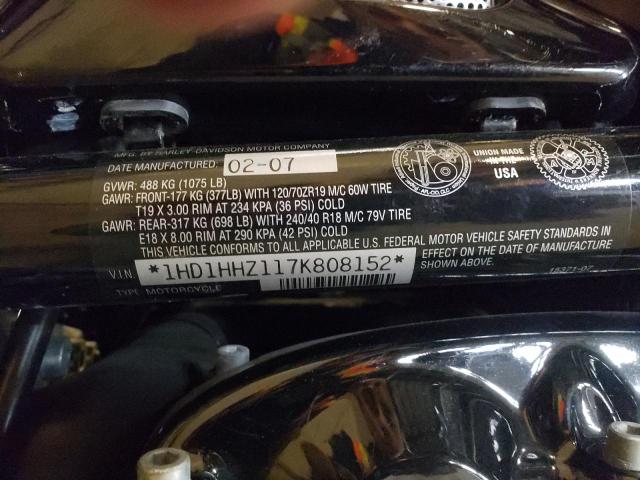 MFG. BY HARLEY-DAVIDSON MOTOR COMPANY
DATE MANUFACTURED: 02-07
GVWR: 488 KG (1075 LB)
GAWR: FRONT-177 KG (377LB) WITH 120/70ZR19 M/C 60W TIRE
T19 X 3.00 RIM AT 234 KPA (36 PSI) COLD
GAWR: REAR-317 KG (698 LB) WITH 240/40 R18 M/C 79V TIRE
E18 X 8.00 RIM AT 290 KPA (42 PSI) COLD
THIS VEHICLE CONFORMS TO ALL APPLICABLE U.S. FEDERAL MOTOR VEHICLE SAFETY STANDARDS IN
EFFECT ON THE DATE OF MANUFACTURE
SHOWN ABOVE.
V.I.N. *1HD1HHZ117K808152*
TYPE: MOTORCYCLE
15371-07
UNION MADE
IN THE
USA